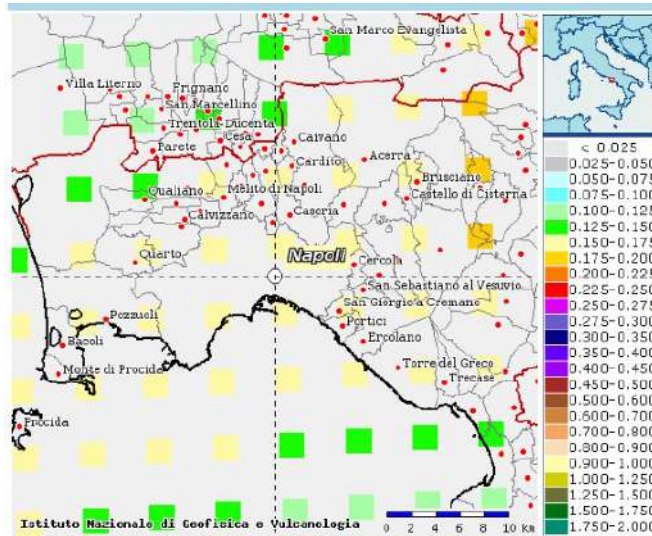 San Marco Evangelista
Villa Literno
Frignano
San Marcellino
Trentola-Ducenta
Cesa
Caivano
Parete
Cardito
Acerra
Brusciano
Qualiano
Melito di Napoli
Castello di Cisterna
Calvizzano
Casoria
Quarto
Napoli
Cercola
San Sebastiano al Vesuvio
San Giorgio a Cremano
Pozzuoli
Portici
Bacoli
Ercolano
Monte di Procida
Torre del Greco
Trecase
Procida
Istituto Nazionale di Geofisica e Vulcanologia
0 2 4 6 8 10 km
< 0.025
0.025-0.050
0.050-0.075
0.075-0.100
0.100-0.125
0.125-0.150
0.150-0.175
0.175-0.200
0.200-0.225
0.225-0.250
0.250-0.275
0.275-0.300
0.300-0.350
0.350-0.400
0.400-0.450
0.450-0.500
0.500-0.600
0.600-0.700
0.700-0.800
0.800-0.900
0.900-1.000
1.000-1.250
1.250-1.500
1.500-1.750
1.750-2.000